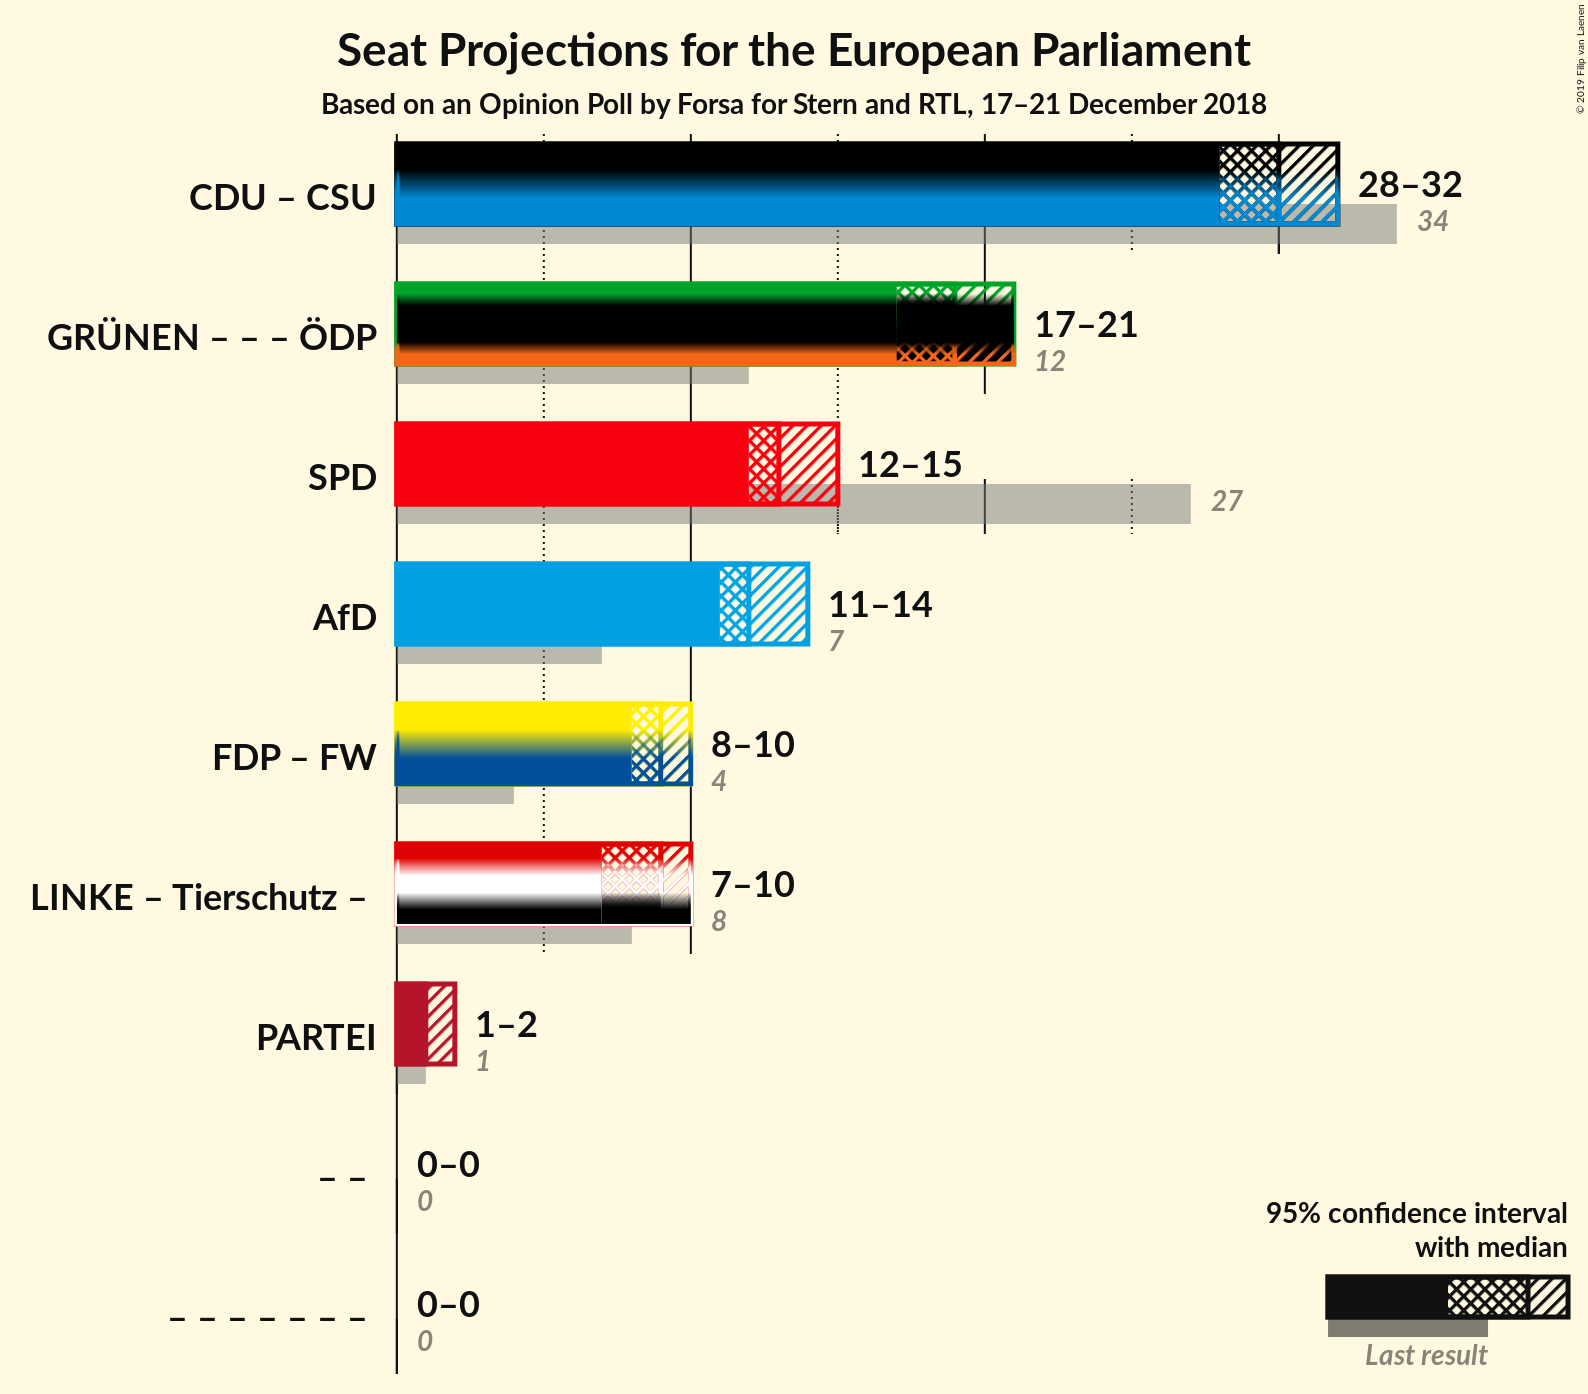 Seat Projections for the European Parliament
Based on an Opinion Poll by Forsa for Stern and RTL, 17–21 December 2018
© 2019 Filip van Laenen
CDU – CSU
28–32
34
GRÜNEN – – – ÖDP
17–21
12
SPD
12–15
27
AfD
11–14
7
FDP – FW
8–10
4
LINKE – Tierschutz –
7–10
8
PARTEI
1–2
1
– –
0–0
0
– – – – – – –
0–0
0
95% confidence interval
with median
Last result